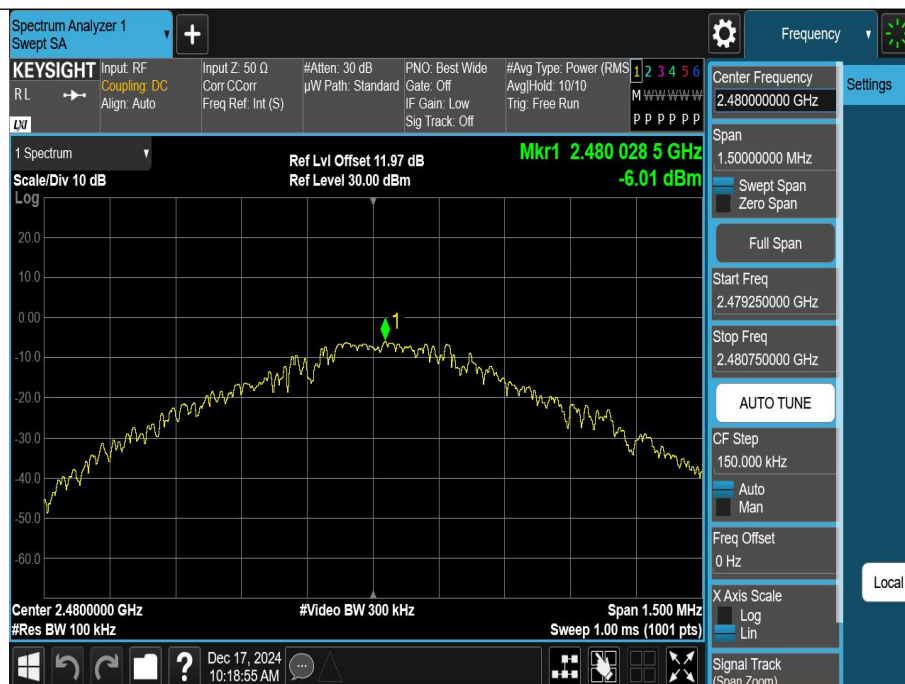 Spectrum Analyzer 1
Swept SA
Frequency
KEYSIGHT
R L
LXI
Input: RF
Coupling: DC
Align: Auto
Input Z: 50 Ω
Corr CCorr
Freq Ref: Int (S)
#Atten: 30 dB
µW Path: Standard
PNO: Best Wide
Gate: Off
IF Gain: Low
Sig Track: Off
#Avg Type: Power (RMS
Avg|Hold: 10/10
Trig: Free Run
1 2 3 4 5 6
M W W W W W
P P P P P P
1 Spectrum
Scale/Div 10 dB
Ref Lvl Offset 11.97 dB
Ref Level 30.00 dBm
Mkr1 2.480 028 5 GHz
-6.01 dBm
Log
20.0
10.0
0.00
-10.0
-20.0
-30.0
-40.0
-50.0
-60.0
1
Center 2.4800000 GHz
#Res BW 100 kHz
#Video BW 300 kHz
Span 1.500 MHz
Sweep 1.00 ms (1001 pts)
Dec 17, 2024
10:18:55 AM
Center Frequency
2.480000000 GHz
Span
1.50000000 MHz
Swept Span
Zero Span
Full Span
Start Freq
2.479250000 GHz
Stop Freq
2.480750000 GHz
AUTO TUNE
CF Step
150.000 kHz
Auto
Man
Freq Offset
0 Hz
X Axis Scale
Log
Lin
Signal Track
(Span Zoom)
Settings
Local